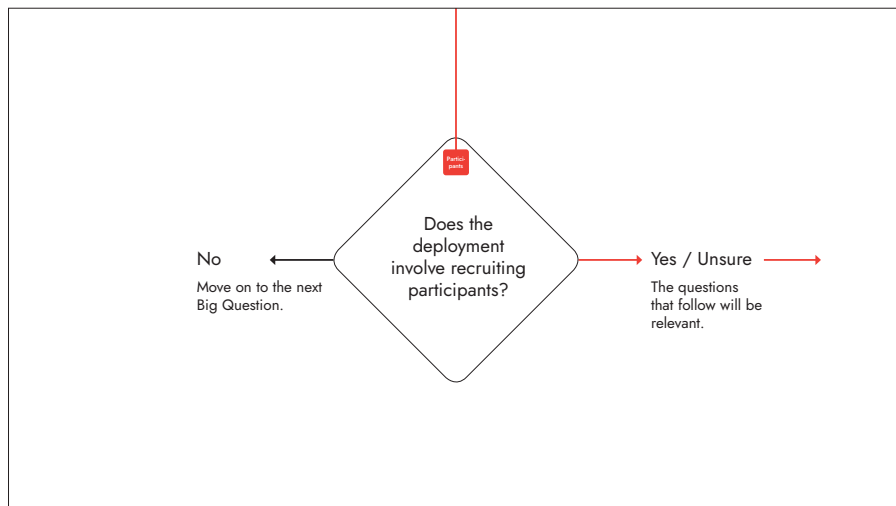 Partici-
pants
Does the
deployment
involve recruiting
participants?
No
Move on to the next
Big Question.
Yes / Unsure
The questions
that follow will be
relevant.